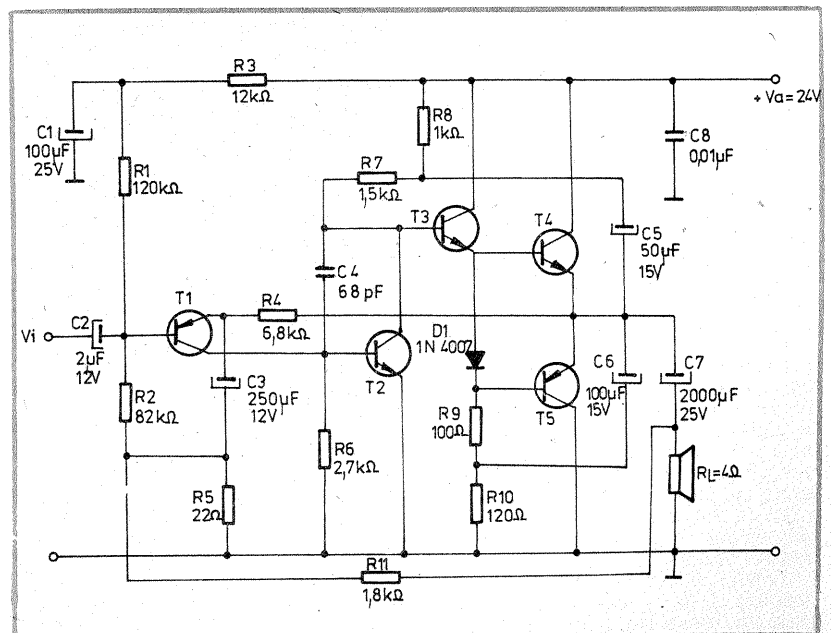 R3
12kΩ
+ Va = 24V
C1
100µF
25V
R1
120kΩ
R8
1kΩ
R7
1,5kΩ
C8
0,01µF
T3
T4
C5
50µF
15V
C4
68pF
T1
R4
6,8kΩ
Vi
C2
2µF
12V
D1
1N 4007
T2
C3
250µF
12V
C6
100µF
15V
C7
2000µF
25V
T5
R2
82kΩ
R9
100Ω
R6
2,7kΩ
RL=4Ω
R5
22Ω
R10
120Ω
R11
1,8kΩ